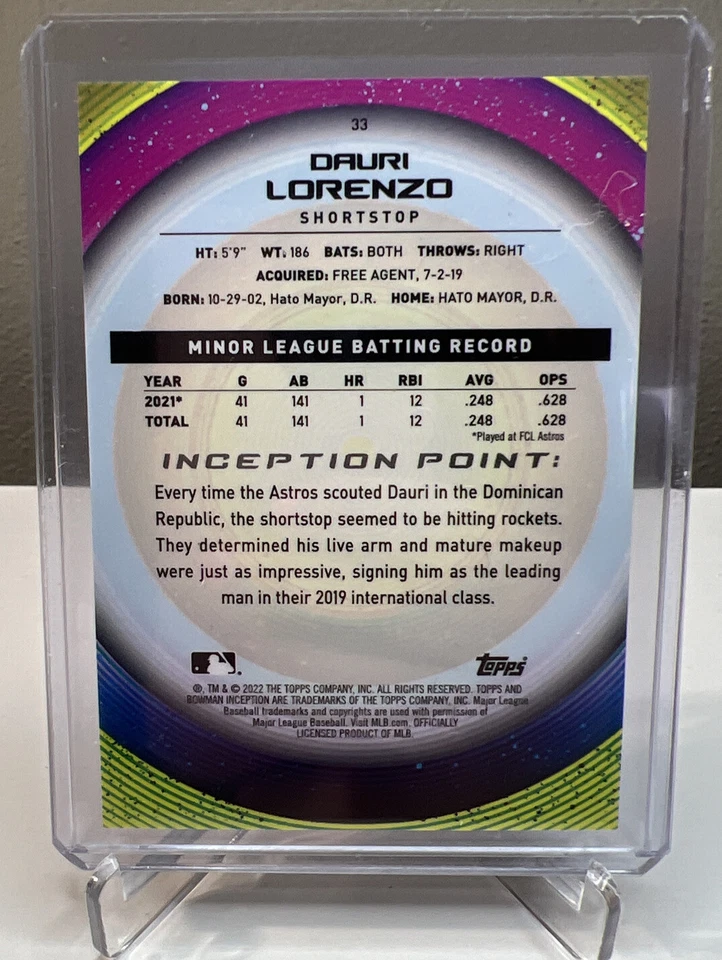 33
DAURI
LORENZO
SHORTSTOP
HT: 5'9" WT: 186 BATS: BOTH THROWS: RIGHT
ACQUIRED: FREE AGENT, 7-2-19
BORN: 10-29-02, Hato Mayor, D.R. HOME: HATO MAYOR, D.R.
MINOR LEAGUE BATTING RECORD
YEAR G AB HR RBI AVG OPS
2021* 41 141 1 12 .248 .628
TOTAL 41 141 1 12 .248 .628
*Played at FCL Astros
INCEPTION POINT:
Every time the Astros scouted Dauri in the Dominican
Republic, the shortstop seemed to be hitting rockets.
They determined his live arm and mature makeup
were just as impressive, signing him as the leading
man in their 2019 international class.
topps
®, TM & © 2022 THE TOPPS COMPANY, INC. ALL RIGHTS RESERVED. TOPPS AND
BOWMAN INCEPTION ARE TRADEMARKS OF THE TOPPS COMPANY, INC. Major League
Baseball trademarks and copyrights are used with permission of
Major League Baseball. Visit MLB.com. OFFICIALLY
LICENSED PRODUCT OF MLB.